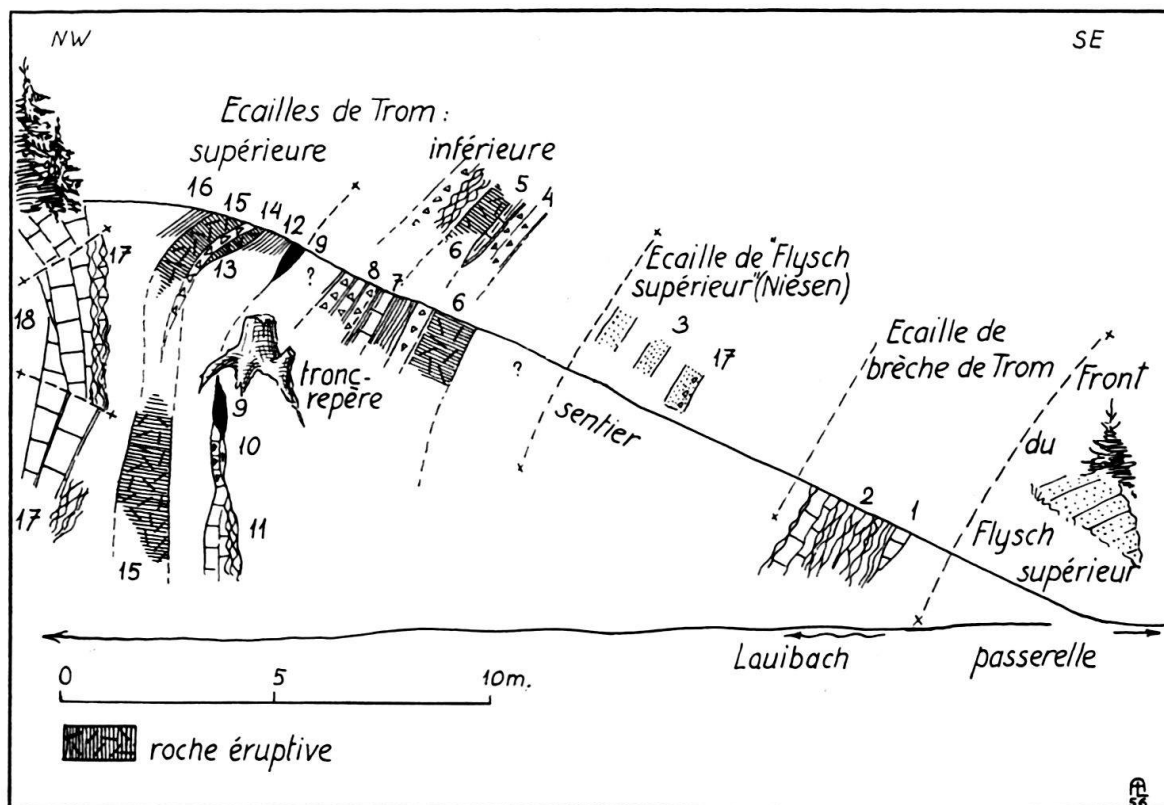 NW
SE
Ecailles de Trom :
supérieure
inférieure
16
15
14
12
9
13
?
8
7
6
5
4
6
Ecaille de "Flysch
supérieur" (Niesen)
3
17
?
sentier
Ecaille de
brèche de Trom
Front
du
Flysch
supérieur
17
18
17
15
tronc-
repère
9
10
11
2
1
Lauibach
passerelle
0
5
10m.
roche éruptive
56